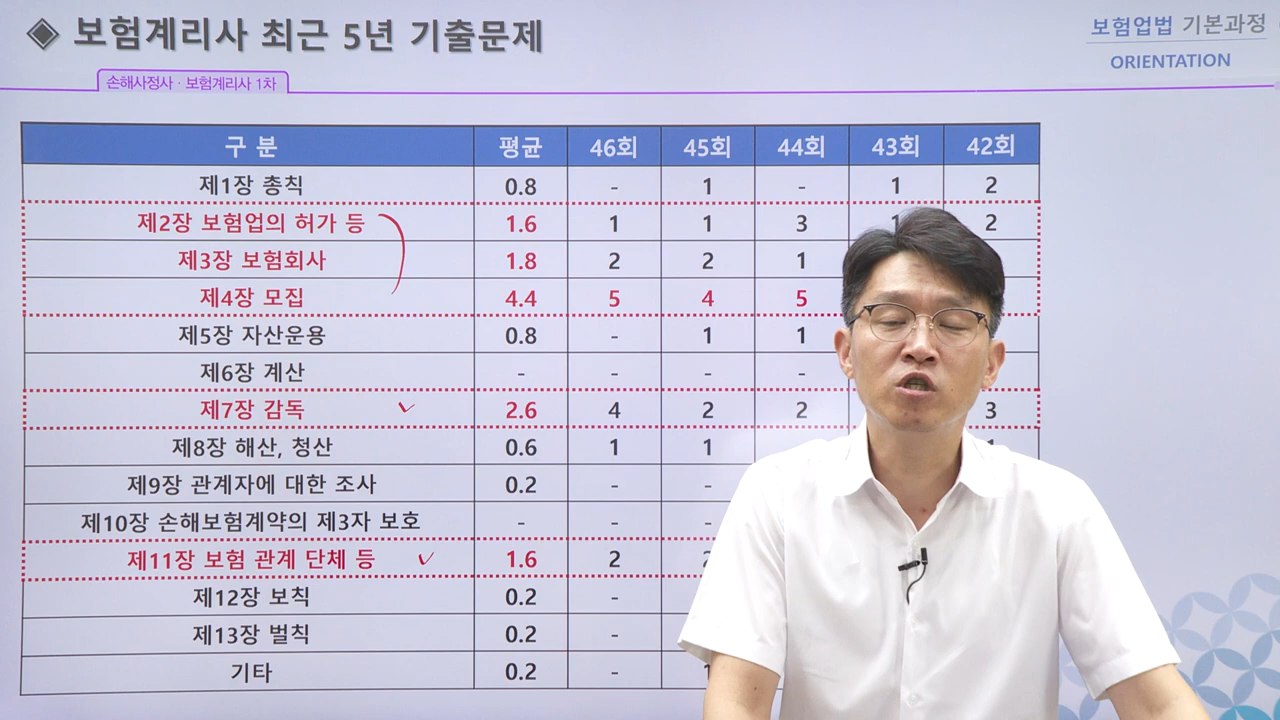 ◈ 보험계리사 최근 5년 기출문제
보험업법 기본과정
ORIENTATION
손해사정사 · 보험계리사 1차
구 분 평균 46회 45회 44회 43회 42회
제1장 총칙 0.8 - 1 - 1 2
제2장 보험업의 허가 등 1.6 1 1 3 1 2
제3장 보험회사 1.8 2 2 1
제4장 모집 4.4 5 4 5
제5장 자산운용 0.8 - 1 1
제6장 계산 - - - -
제7장 감독 2.6 4 2 2 3
제8장 해산, 청산 0.6 1 1
제9장 관계자에 대한 조사 0.2 - -
제10장 손해보험계약의 제3자 보호 - - -
제11장 보험 관계 단체 등 1.6 2
제12장 보칙 0.2 -
제13장 벌칙 0.2 -
기타 0.2 -